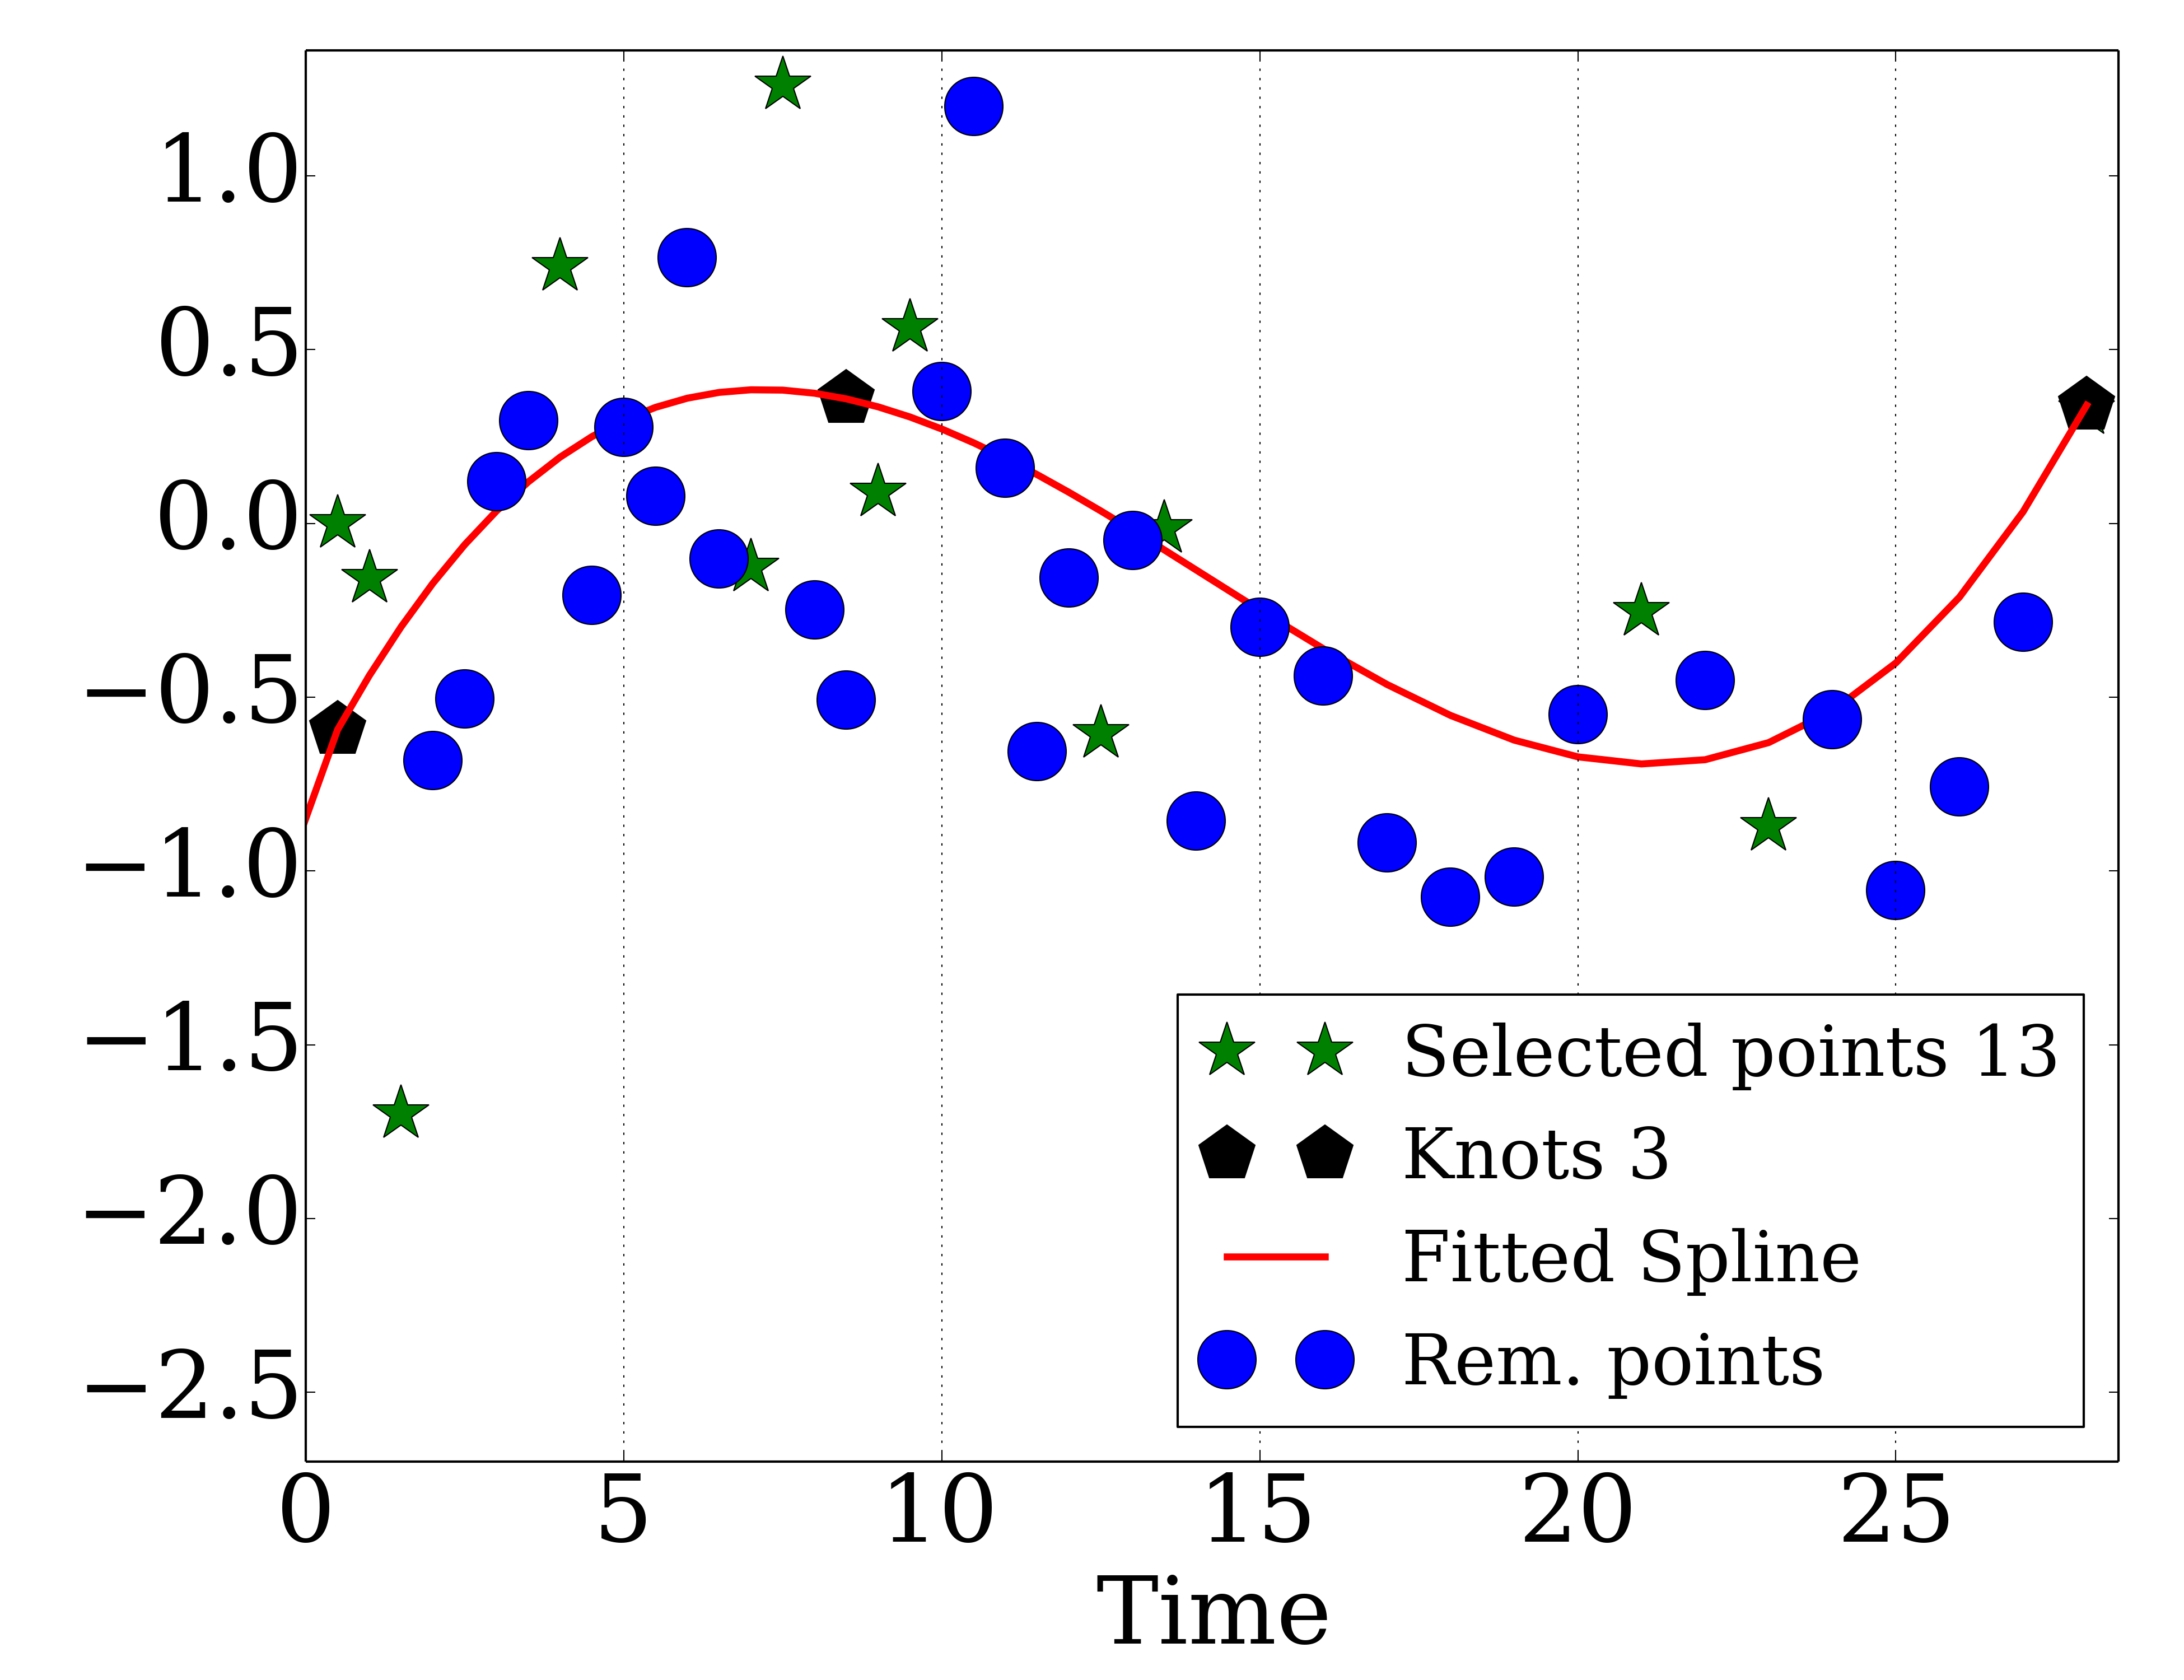 1.0
0.5
0.0
−0.5
−1.0
−1.5
−2.0
−2.5
Selected points 13
Knots 3
Fitted Spline
Rem. points
0 5 10 15 20 25
Time